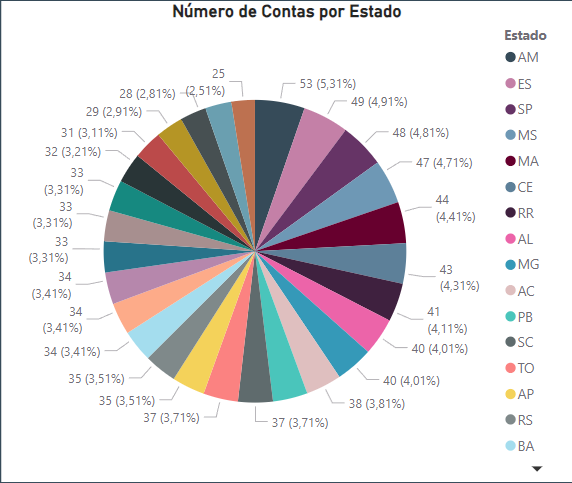 Número de Contas por Estado
53 (5,31%)
49 (4,91%)
48 (4,81%)
47 (4,71%)
44
(4,41%)
43
(4,31%)
41
(4,11%)
40 (4,01%)
40 (4,01%)
38 (3,81%)
37 (3,71%)
37 (3,71%)
35 (3,51%)
35 (3,51%)
34 (3,41%)
34
(3,41%)
34
(3,41%)
33
(3,31%)
33
(3,31%)
33
(3,31%)
32 (3,21%)
31 (3,11%)
29 (2,91%)
28 (2,81%)
25
(2,51%)
Estado
AM
ES
SP
MS
MA
CE
RR
AL
MG
AC
PB
SC
TO
AP
RS
BA